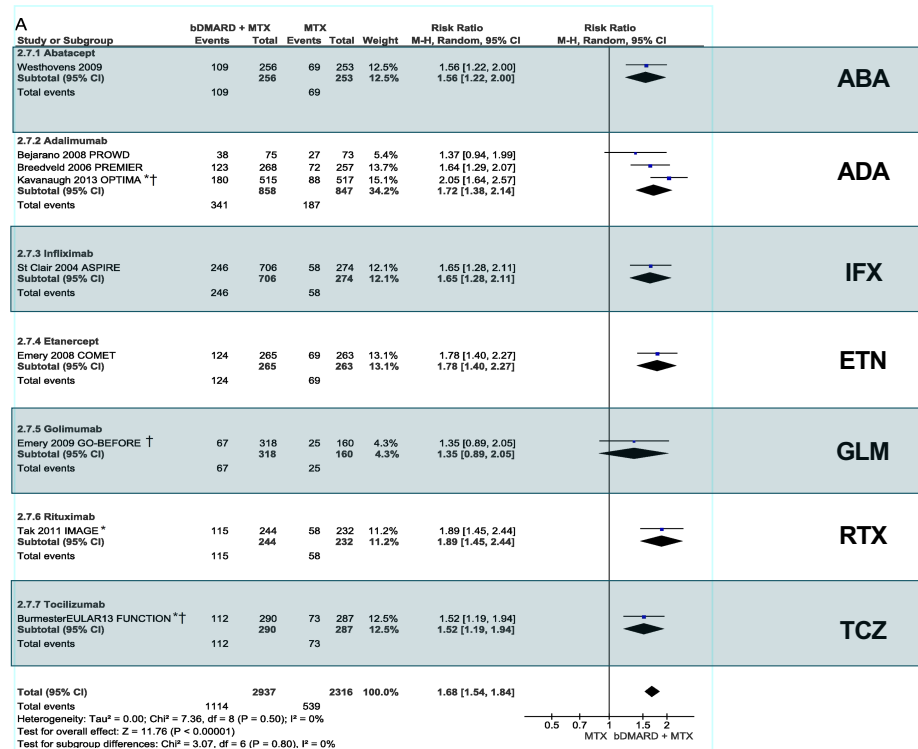 A
bDMARD + MTX MTX Risk Ratio Risk Ratio
Study or Subgroup Events Total Events Total Weight M-H, Random, 95% CI M-H, Random, 95% CI
2.7.1 Abatacept
Westhovens 2009 109 256 69 253 12.5% 1.56 [1.22, 2.00]
Subtotal (95% CI) 256 253 12.5% 1.56 [1.22, 2.00]
Total events 109 69
ABA
2.7.2 Adalimumab
Bejarano 2008 PROWD 38 75 27 73 5.4% 1.37 [0.94, 1.99]
Breedveld 2006 PREMIER 123 268 72 257 13.7% 1.64 [1.29, 2.07]
Kavanaugh 2013 OPTIMA *† 180 515 88 517 15.1% 2.05 [1.64, 2.57]
Subtotal (95% CI) 858 847 34.2% 1.72 [1.38, 2.14]
Total events 341 187
ADA
2.7.3 Infliximab
St Clair 2004 ASPIRE 246 706 58 274 12.1% 1.65 [1.28, 2.11]
Subtotal (95% CI) 706 274 12.1% 1.65 [1.28, 2.11]
Total events 246 58
IFX
2.7.4 Etanercept
Emery 2008 COMET 124 265 69 263 13.1% 1.78 [1.40, 2.27]
Subtotal (95% CI) 265 263 13.1% 1.78 [1.40, 2.27]
Total events 124 69
ETN
2.7.5 Golimumab
Emery 2009 GO-BEFORE † 67 318 25 160 4.3% 1.35 [0.89, 2.05]
Subtotal (95% CI) 318 160 4.3% 1.35 [0.89, 2.05]
Total events 67 25
GLM
2.7.6 Rituximab
Tak 2011 IMAGE * 115 244 58 232 11.2% 1.89 [1.45, 2.44]
Subtotal (95% CI) 244 232 11.2% 1.89 [1.45, 2.44]
Total events 115 58
RTX
2.7.7 Tocilizumab
BurmesterEULAR13 FUNCTION *† 112 290 73 287 12.5% 1.52 [1.19, 1.94]
Subtotal (95% CI) 290 287 12.5% 1.52 [1.19, 1.94]
Total events 112 73
TCZ
Total (95% CI) 2937 2316 100.0% 1.68 [1.54, 1.84]
Total events 1114 539
Heterogeneity: Tau² = 0.00; Chi² = 7.36, df = 8 (P = 0.50); I² = 0%
Test for overall effect: Z = 11.76 (P < 0.00001)
Test for subgroup differences: Chi² = 3.07, df = 6 (P = 0.80), I² = 0%
0.5 0.7 1 1.5 2
MTX bDMARD + MTX